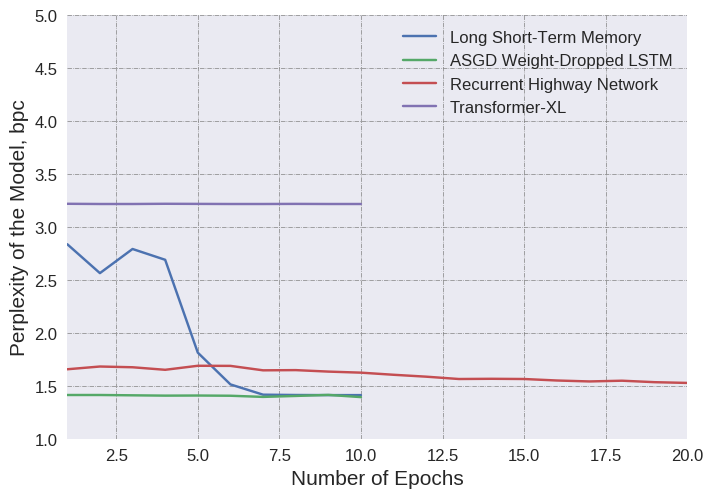 5.0
4.5
4.0
3.5
3.0
2.5
2.0
1.5
1.0
Perplexity of the Model, bpc
Long Short-Term Memory
ASGD Weight-Dropped LSTM
Recurrent Highway Network
Transformer-XL
2.5 5.0 7.5 10.0 12.5 15.0 17.5 20.0
Number of Epochs